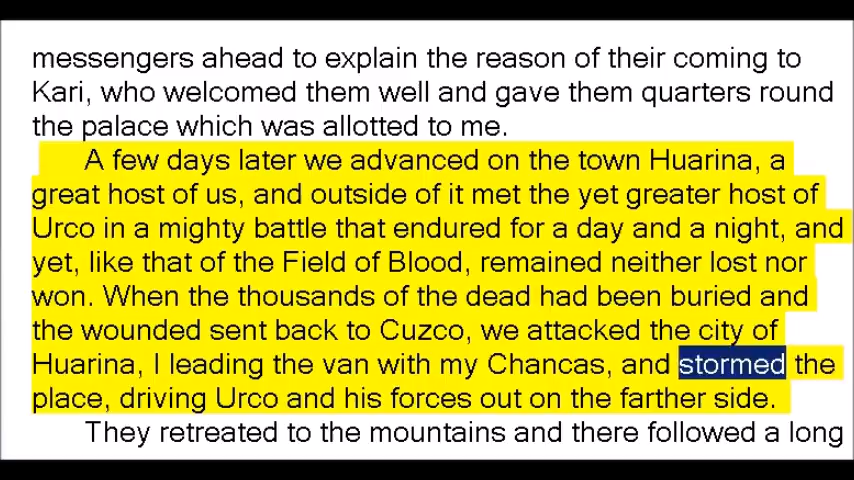 messengers ahead to explain the reason of their coming to
Kari, who welcomed them well and gave them quarters round
the palace which was allotted to me.
A few days later we advanced on the town Huarina, a
great host of us, and outside of it met the yet greater host of
Urco in a mighty battle that endured for a day and a night, and
yet, like that of the Field of Blood, remained neither lost nor
won. When the thousands of the dead had been buried and
the wounded sent back to Cuzco, we attacked the city of
Huarina, I leading the van with my Chancas, and stormed the
place, driving Urco and his forces out on the farther side.
They retreated to the mountains and there followed a long